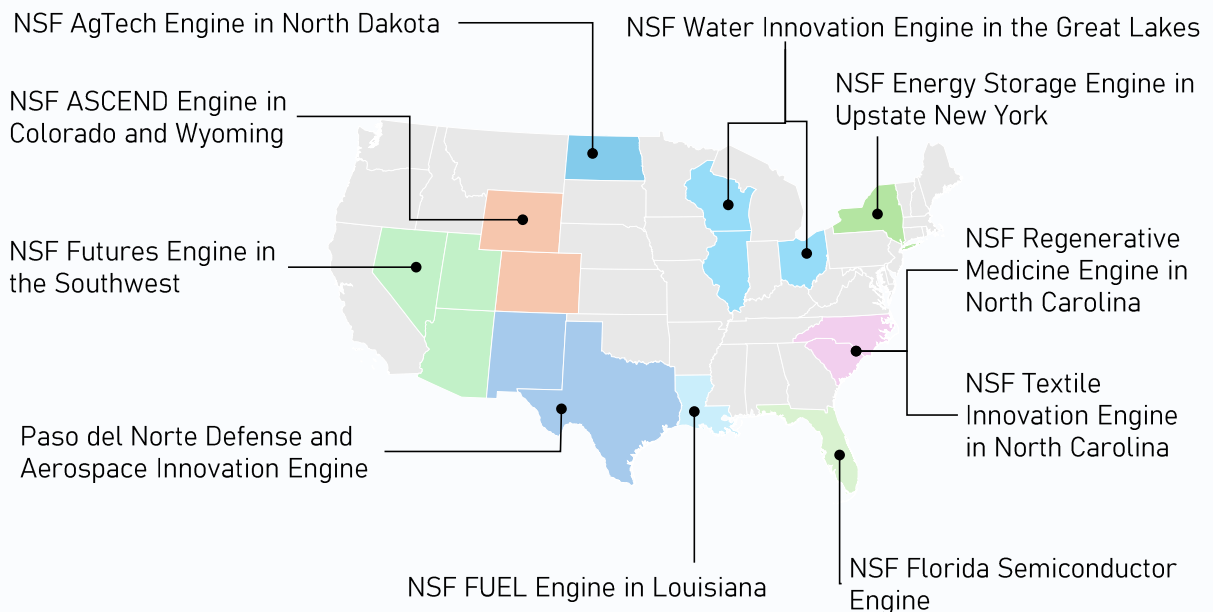 NSF AgTech Engine in North Dakota
NSF Water Innovation Engine in the Great Lakes
NSF ASCEND Engine in
Colorado and Wyoming
NSF Energy Storage Engine in
Upstate New York
NSF Futures Engine in
the Southwest
NSF Regenerative
Medicine Engine in
North Carolina
NSF Textile
Innovation Engine
in North Carolina
Paso del Norte Defense and
Aerospace Innovation Engine
NSF FUEL Engine in Louisiana
NSF Florida Semiconductor
Engine